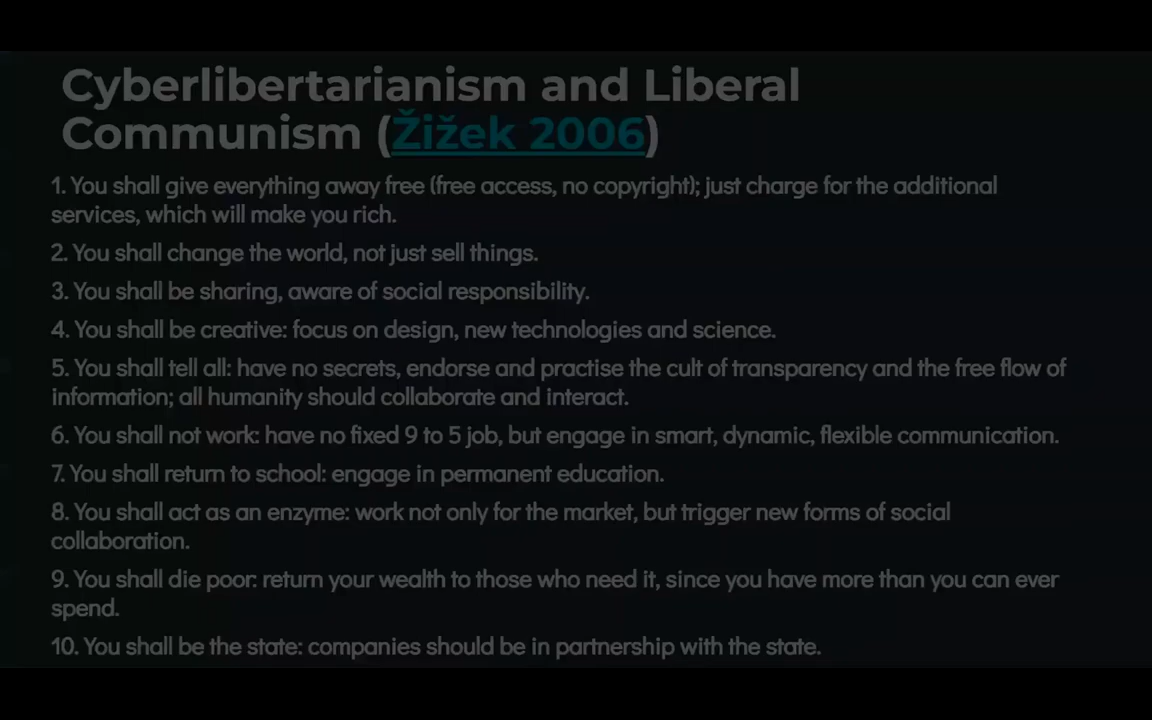 Cyberlibertarianism and Liberal
Communism (Žižek 2006)
1. You shall give everything away free (free access, no copyright); just charge for the additional
services, which will make you rich.
2. You shall change the world, not just sell things.
3. You shall be sharing, aware of social responsibility.
4. You shall be creative: focus on design, new technologies and science.
5. You shall tell all: have no secrets, endorse and practise the cult of transparency and the free flow of
information; all humanity should collaborate and interact.
6. You shall not work: have no fixed 9 to 5 job, but engage in smart, dynamic, flexible communication.
7. You shall return to school: engage in permanent education.
8. You shall act as an enzyme: work not only for the market, but trigger new forms of social
collaboration.
9. You shall die poor: return your wealth to those who need it, since you have more than you can ever
spend.
10. You shall be the state: companies should be in partnership with the state.